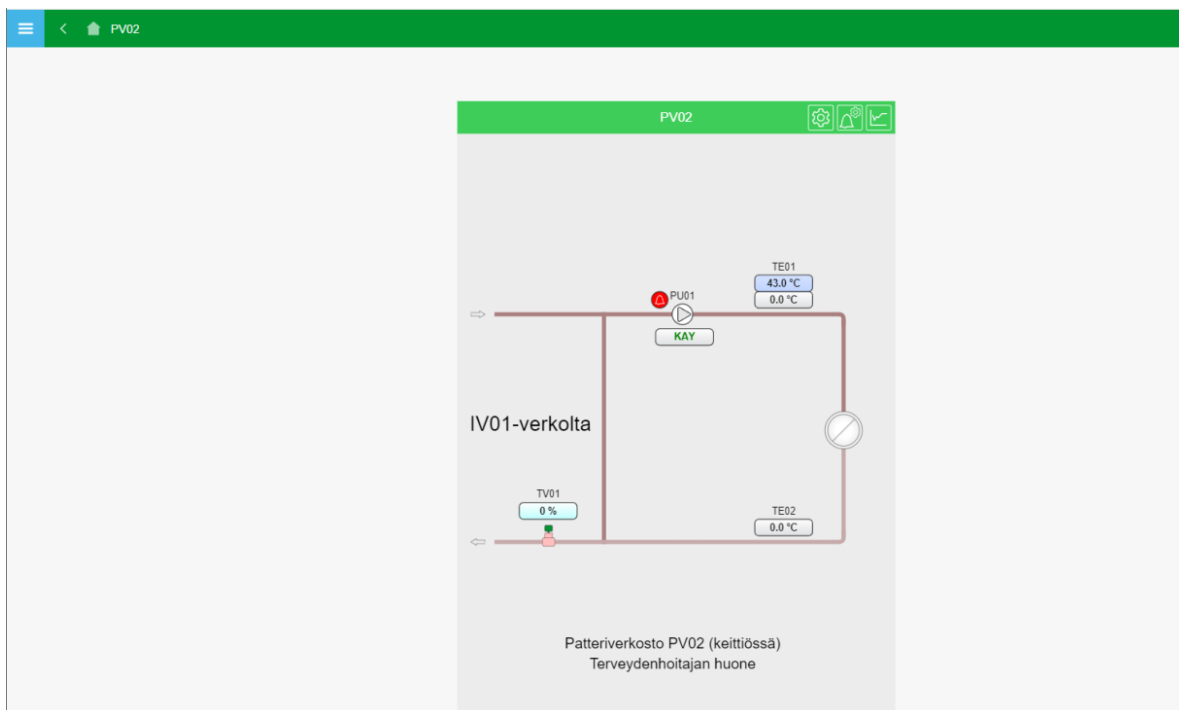 PV02
PV02
TE01
43.0 °C
0.0 °C
PU01
KAY
IV01-verkolta
TV01
0 %
TE02
0.0 °C
Patteriverkosto PV02 (keittiössä)
Terveydenhoitajan huone